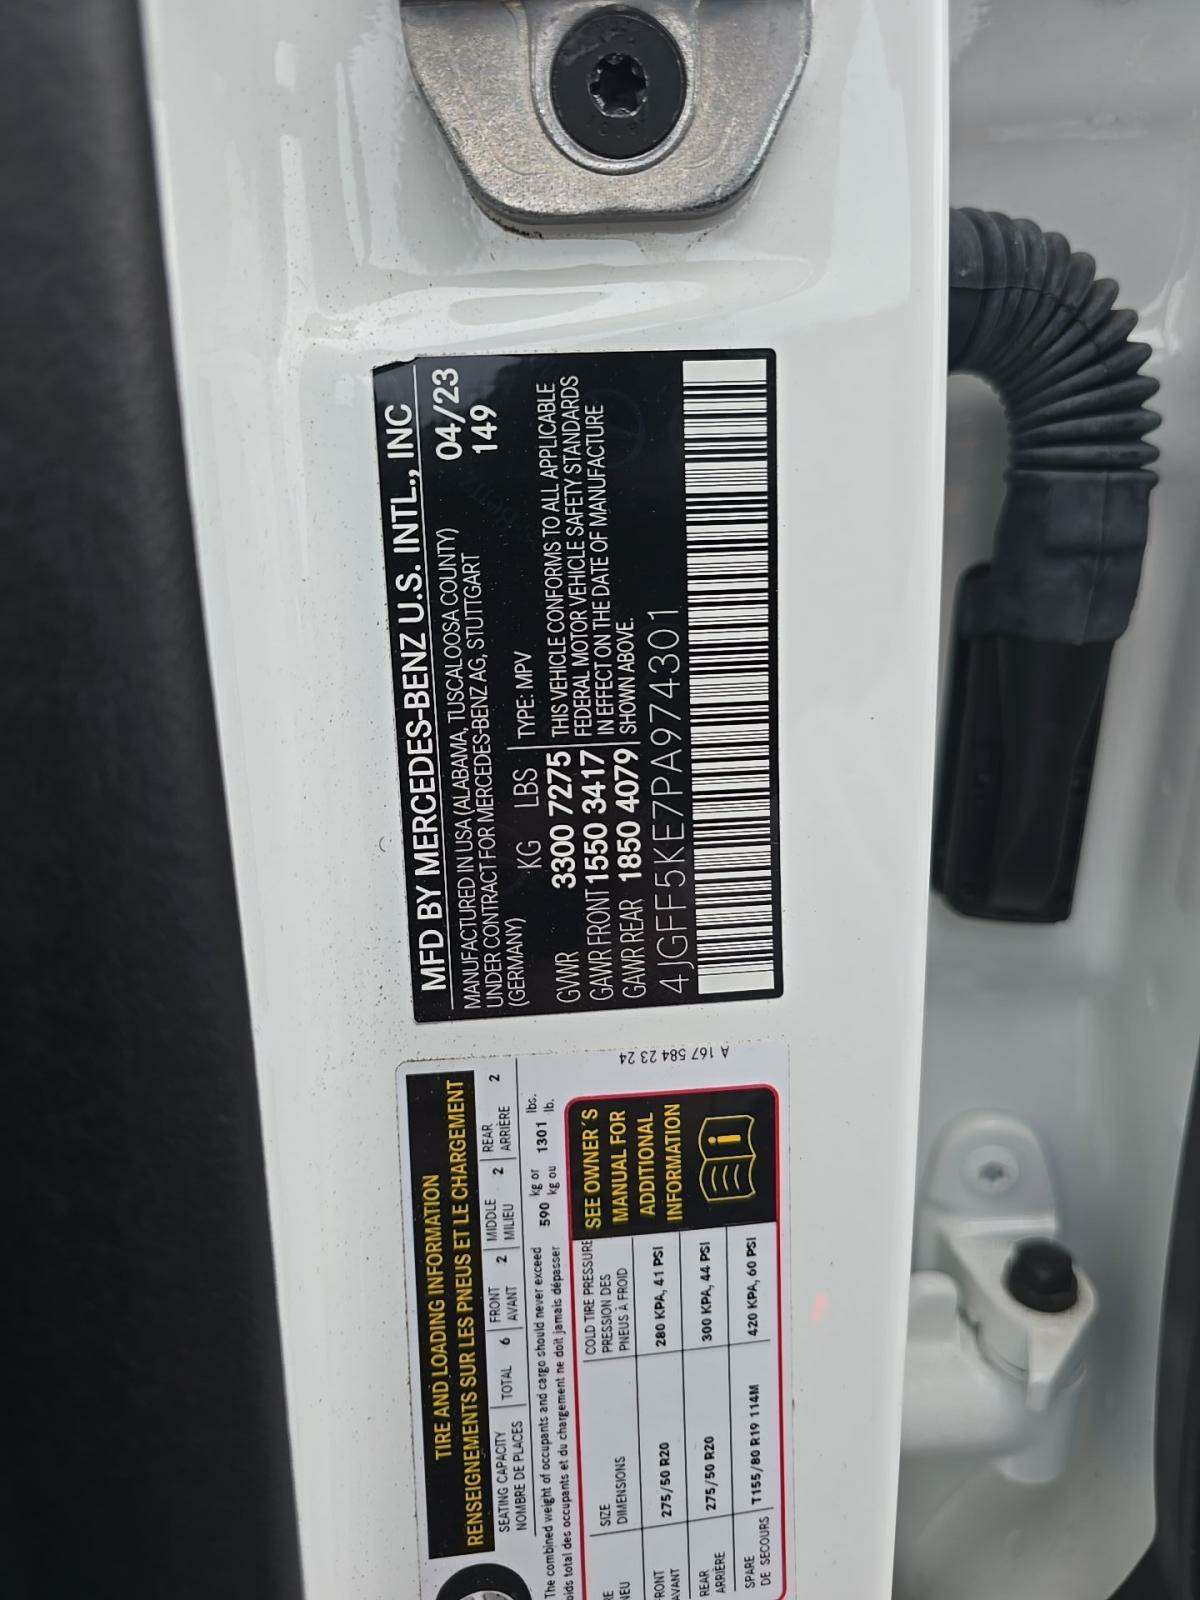 MFD BY MERCEDES-BENZ U.S. INTL., INC
MANUFACTURED IN USA (ALABAMA, TUSCALOOSA COUNTY) 04/23
UNDER CONTRACT FOR MERCEDES-BENZ AG, STUTTGART 149
(GERMANY) KG LBS TYPE: MPV
GVWR 3300 7275 THIS VEHICLE CONFORMS TO ALL APPLICABLE
GAWR FRONT 1550 3417 FEDERAL MOTOR VEHICLE SAFETY STANDARDS
GAWR REAR 1850 4079 IN EFFECT ON THE DATE OF MANUFACTURE
SHOWN ABOVE.
4JGFF5KE7PA974301
A 167 584 23 24
TIRE AND LOADING INFORMATION
RENSEIGNEMENTS SUR LES PNEUS ET LE CHARGEMENT
SEATING CAPACITY TOTAL 6 FRONT 2 MIDDLE 2 REAR 2
NOMBRE DE PLACES AVANT MILIEU ARRIÈRE
The combined weight of occupants and cargo should never exceed 590 kg or 1301 lbs.
total des occupants et du chargement ne doit jamais dépasser kg ou lb.
SIZE COLD TIRE PRESSURE
DIMENSIONS PRESSION DES
PNEUS À FROID
275/50 R20 280 KPA, 41 PSI
AVANT
REAR 275/50 R20 300 KPA, 44 PSI
ARRIÈRE
SPARE T155/80 R19 114M 420 KPA, 60 PSI
DE SECOURS
SEE OWNER'S
MANUAL FOR
ADDITIONAL
INFORMATION